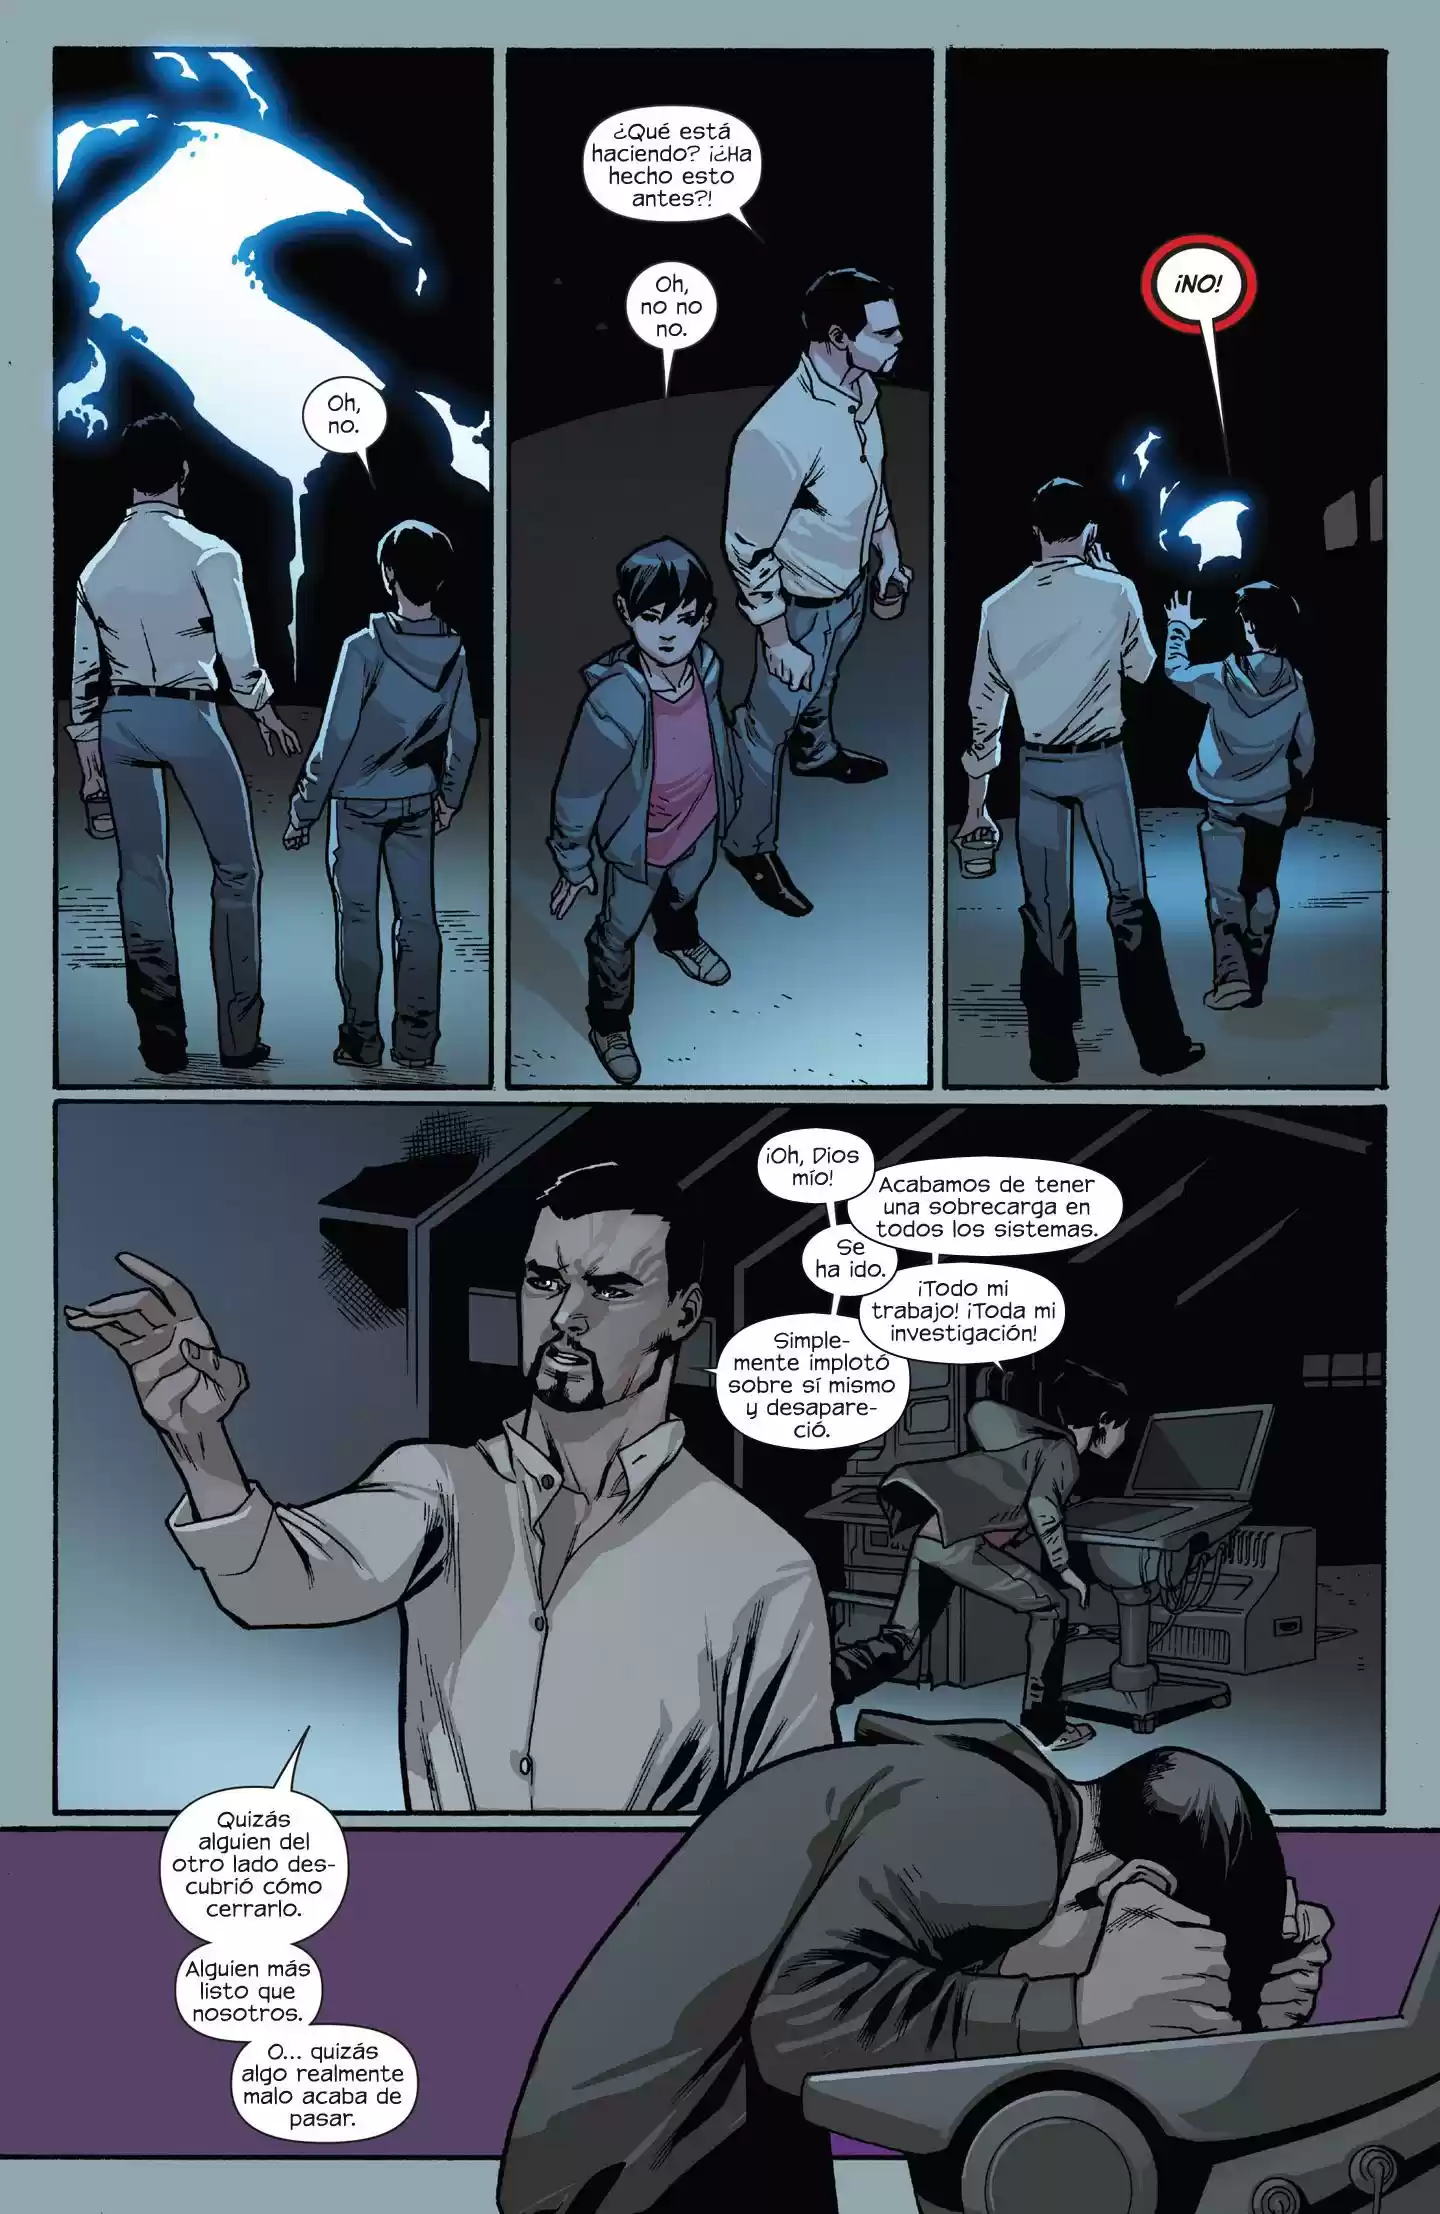 Oh,
no.
¿Qué está
haciendo? ¡¿Ha
hecho esto
antes?!
Oh,
no no
no.
¡NO!
¡Oh, Dios
mío!
Acabamos de tener
una sobrecarga en
todos los sistemas.
Se
ha ido.
¡Todo mi
trabajo! ¡Toda mi
investigación!
Simple-
mente implotó
sobre sí mismo
y desapare-
ció.
Quizás
alguien del
otro lado des-
cubrió cómo
cerrarlo.
Alguien más
listo que
nosotros.
O... quizás
algo realmente
malo acaba de
pasar.